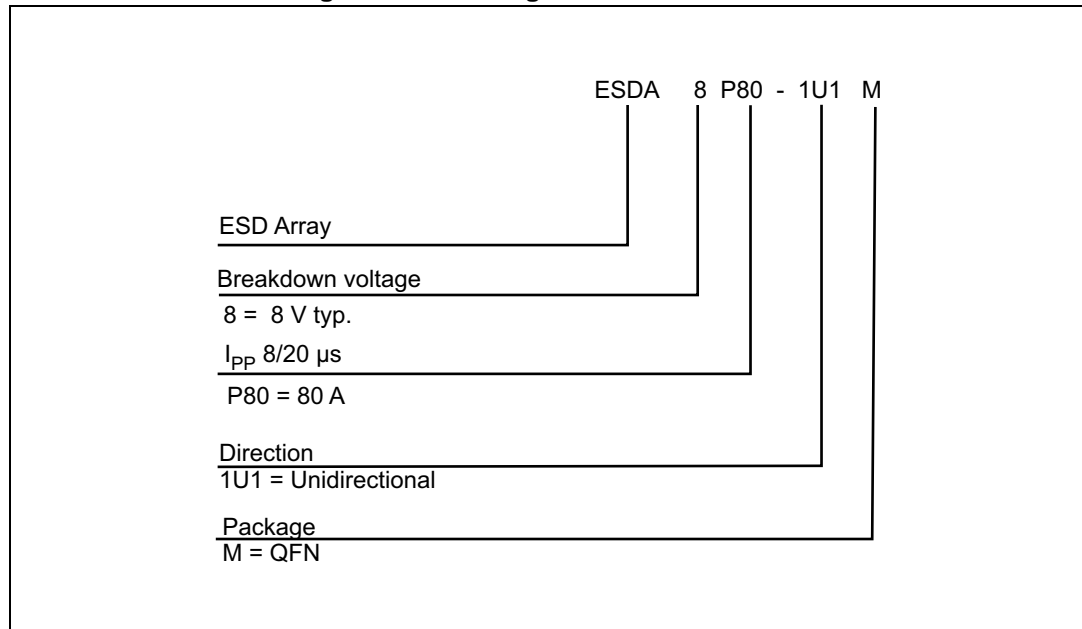 ESDA 8 P80 - 1U1 M
ESD Array
Breakdown voltage
8 = 8 V typ.
IPP 8/20 µs
P80 = 80 A
Direction
1U1 = Unidirectional
Package
M = QFN